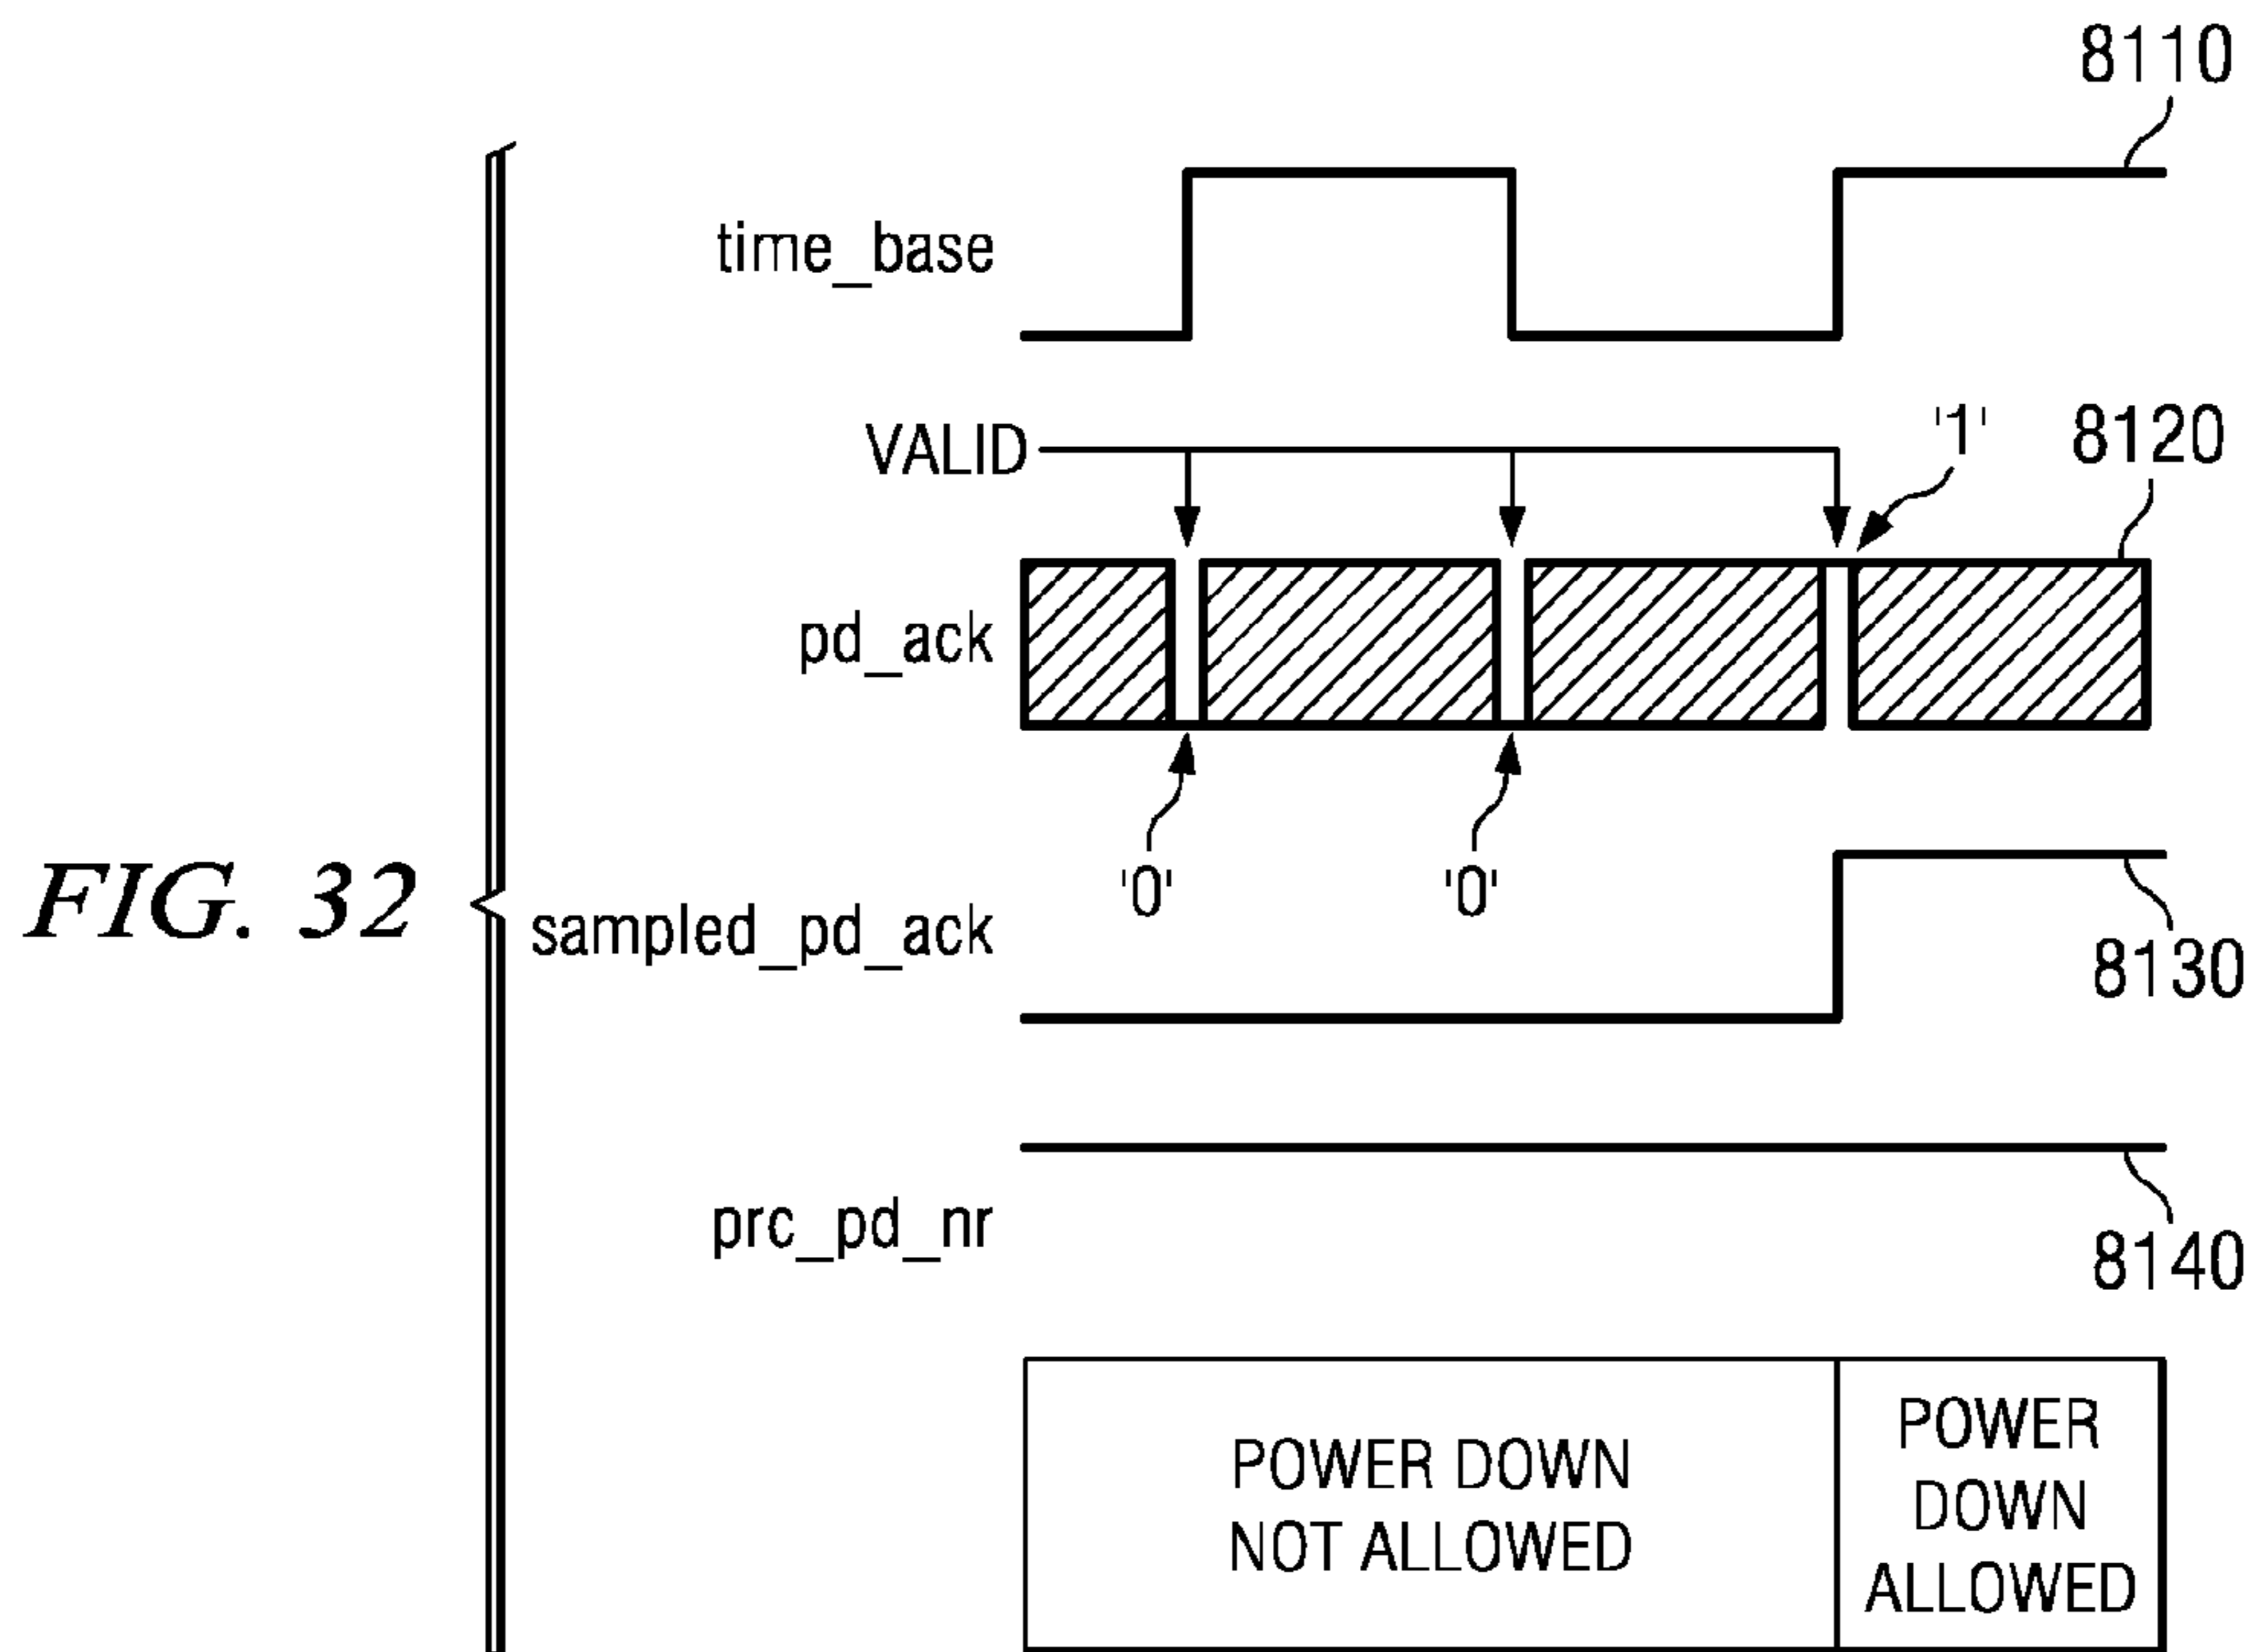 8110
time_base
VALID
'1'
8120
pd_ack
'0'
'0'
FIG. 32
sampled_pd_ack
8130
prc_pd_nr
8140
POWER DOWN
NOT ALLOWED
POWER
DOWN
ALLOWED